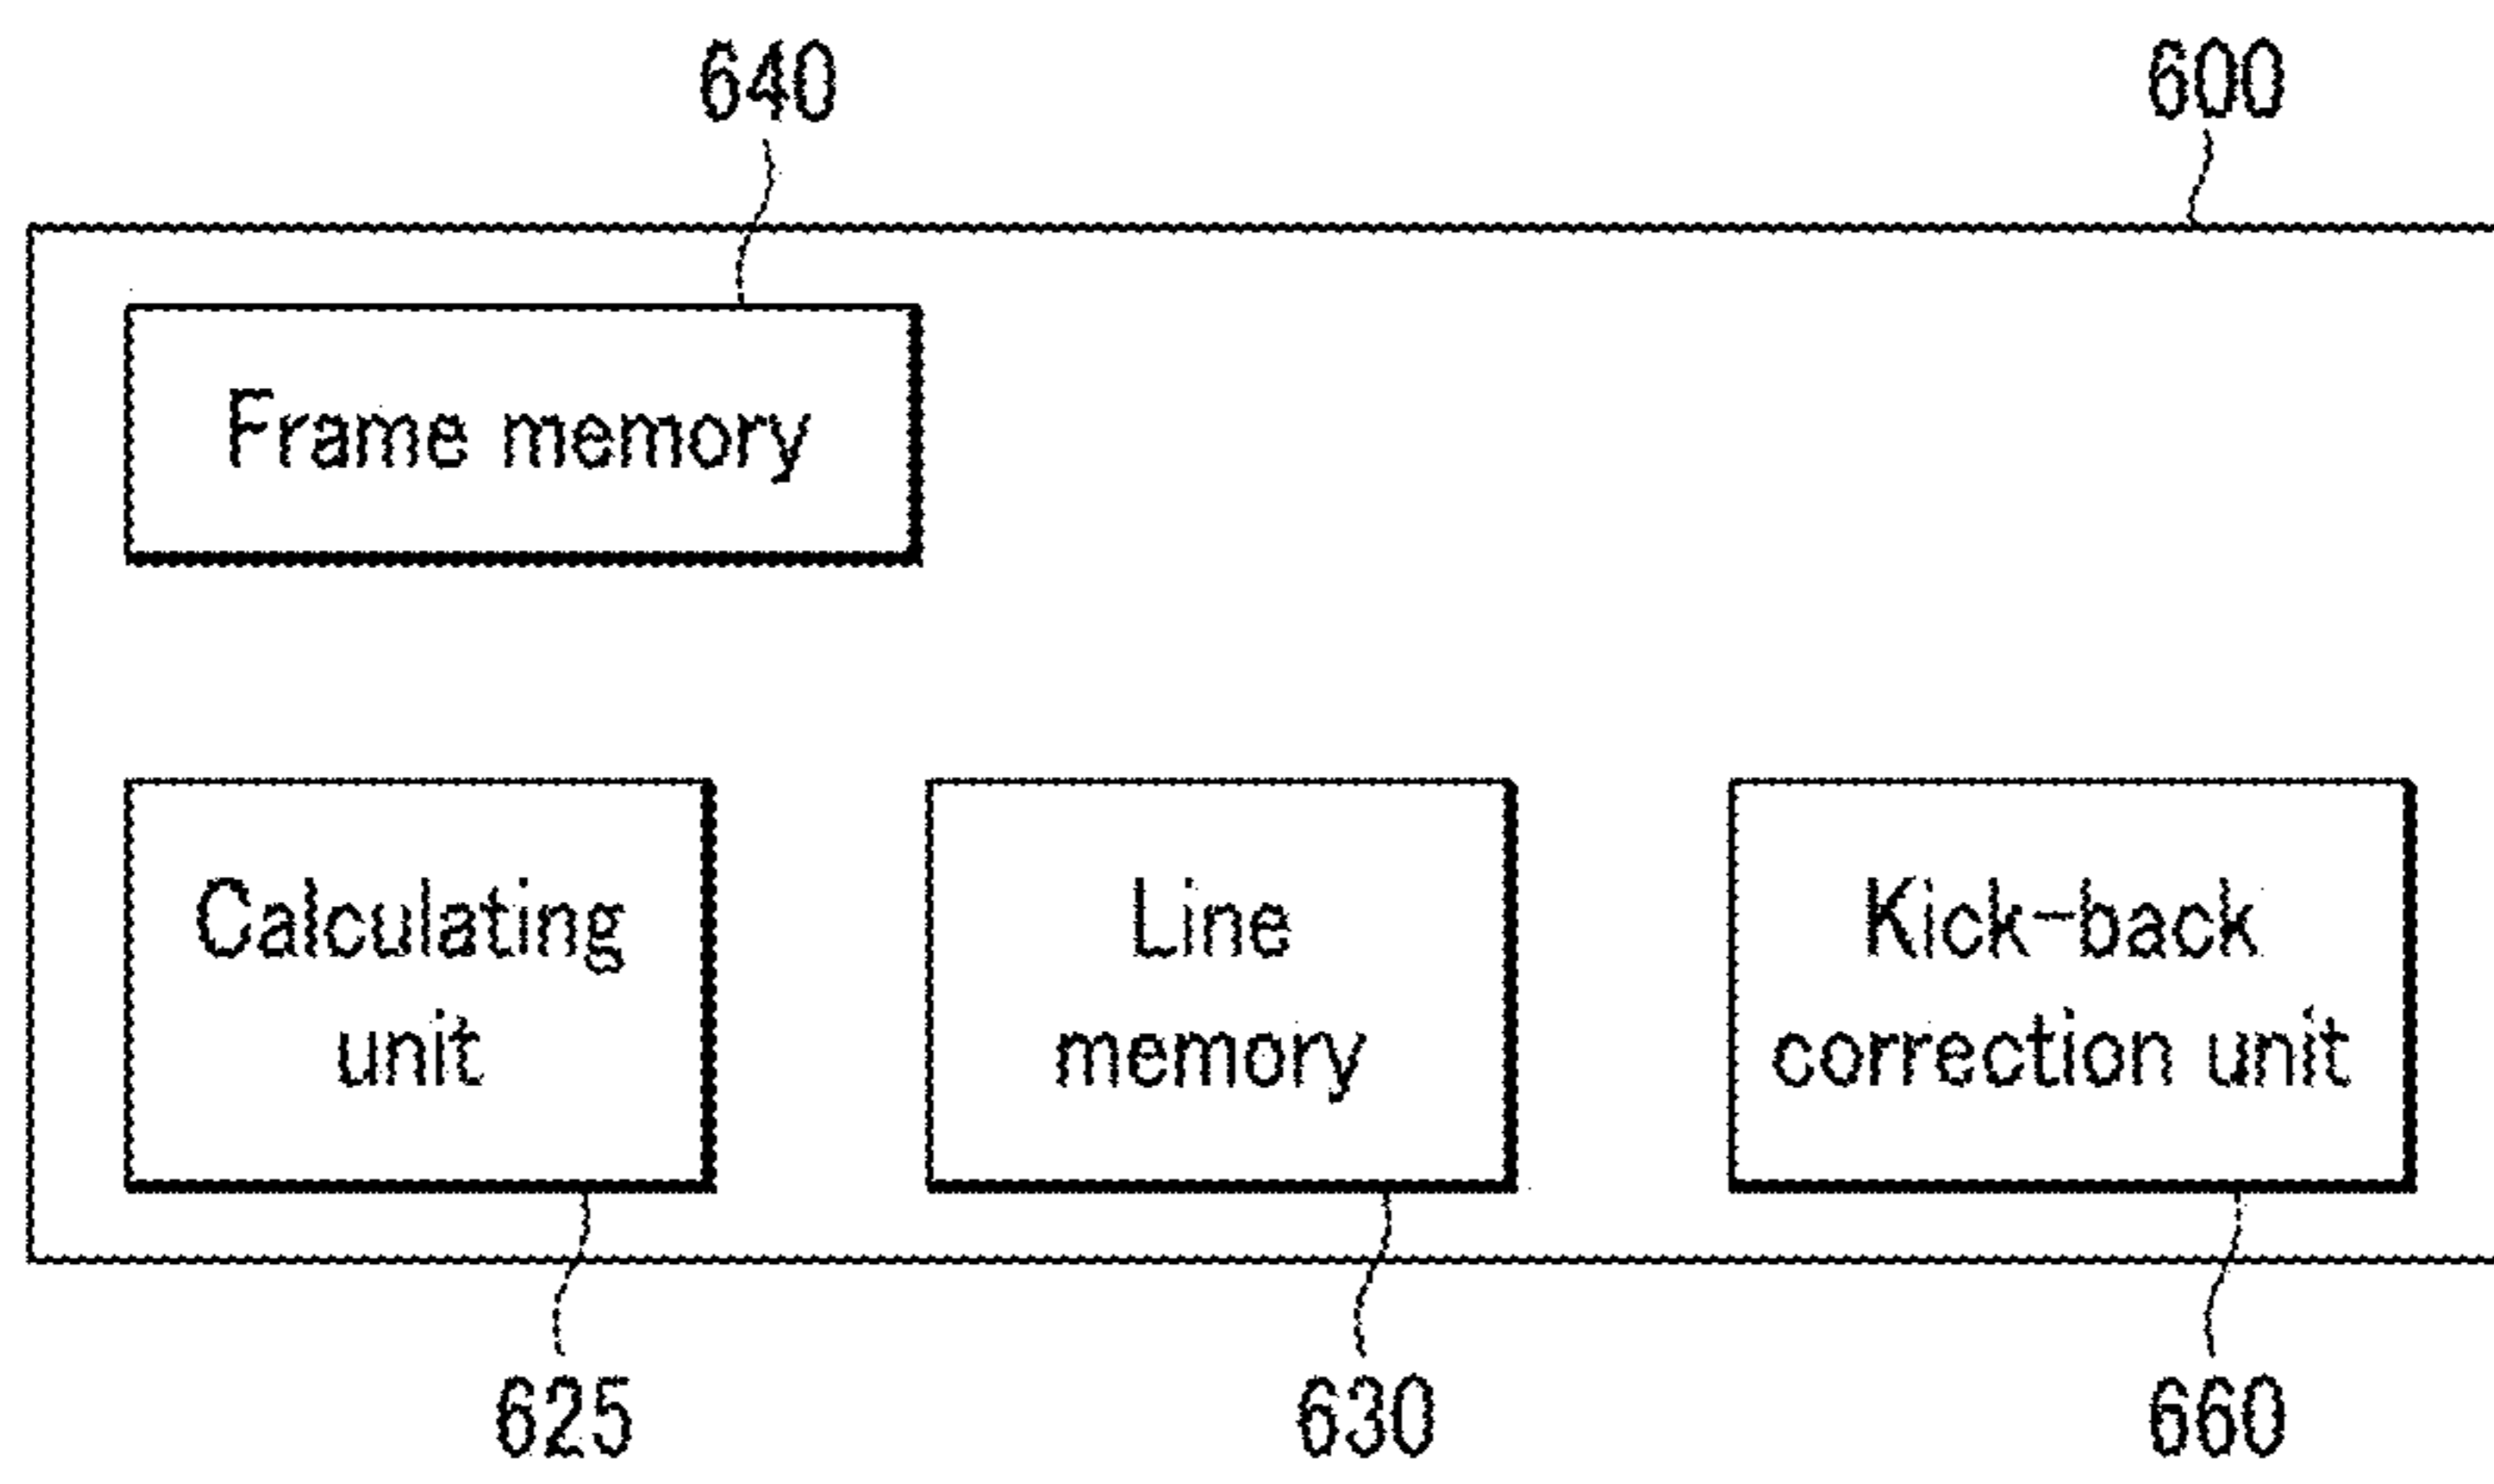 640
600
Frame memory
Calculating
unit
Line
memory
Kick-back
correction unit
625
630
660